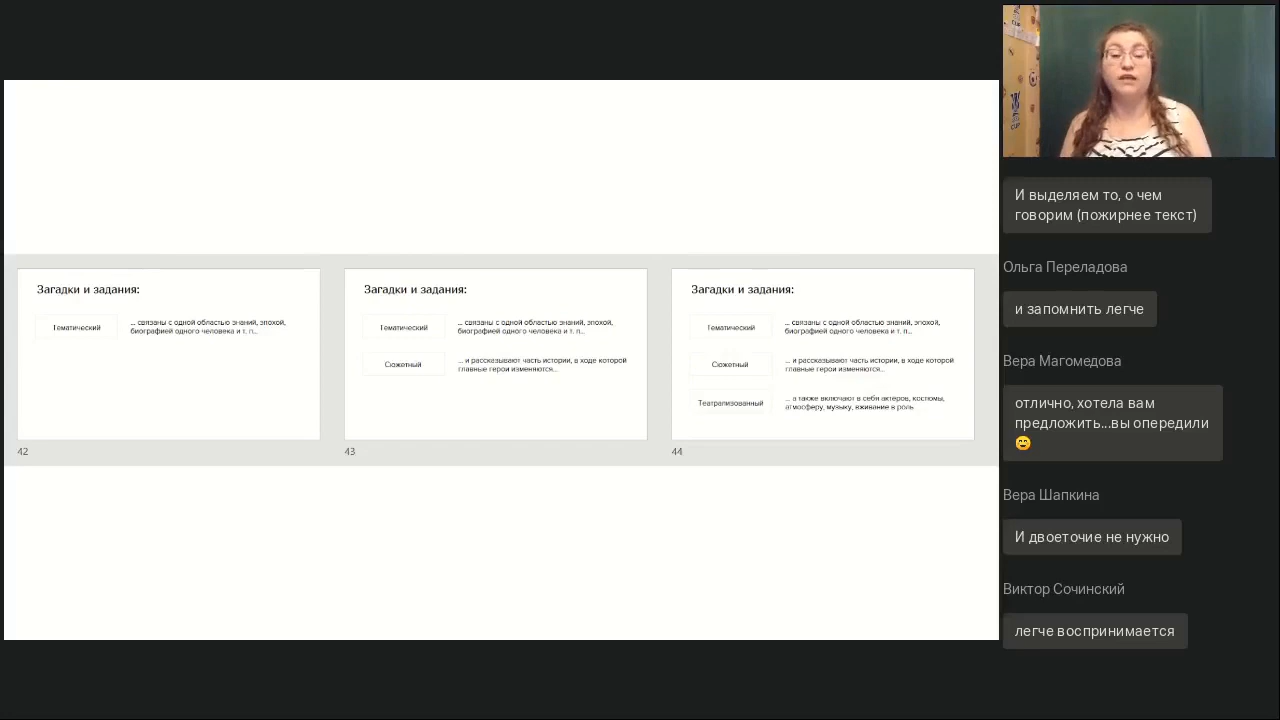 Загадки и задания:
Тематический
... связаны с одной областью знаний, эпохой,
биографией одного человека и т. п...
42
Загадки и задания:
Тематический
... связаны с одной областью знаний, эпохой,
биографией одного человека и т. п...
Сюжетный
... и рассказывают часть истории, в ходе которой
главные герои изменяются...
43
Загадки и задания:
Тематический
... связаны с одной областью знаний, эпохой,
биографией одного человека и т. п...
Сюжетный
... и рассказывают часть истории, в ходе которой
главные герои изменяются...
Театрализованный
... а также включают в себя актеров, костюмы,
атмосферу, музыку, вживание в роль
44
И выделяем то, о чем
говорим (пожирнее текст)
Ольга Переладова
и запомнить легче
Вера Магомедова
отлично, хотела вам
предложить...вы опередили
😊
Вера Шапкина
И двоеточие не нужно
Виктор Сочинский
легче воспринимается